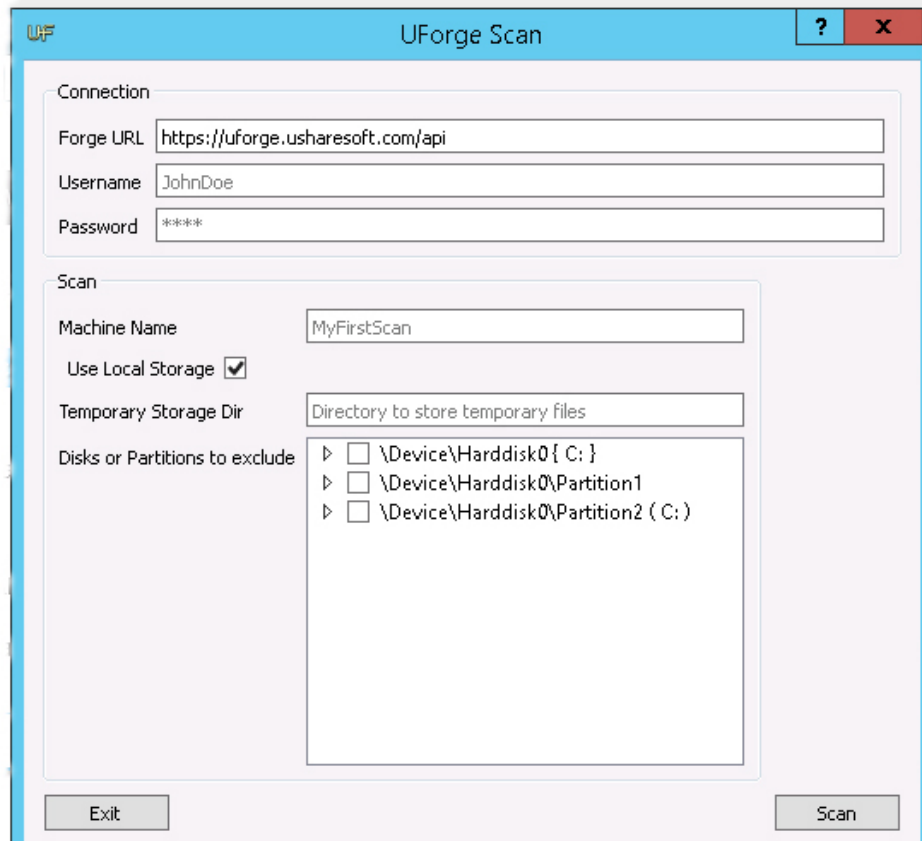 UF UForge Scan ? X
Connection
Forge URL https://uforge.usharesoft.com/api
Username JohnDoe
Password ****
Scan
Machine Name MyFirstScan
Use Local Storage
Temporary Storage Dir Directory to store temporary files
Disks or Partitions to exclude \Device\Harddisk0 { C: }
\Device\Harddisk0\Partition1
\Device\Harddisk0\Partition2 ( C: )
Exit Scan